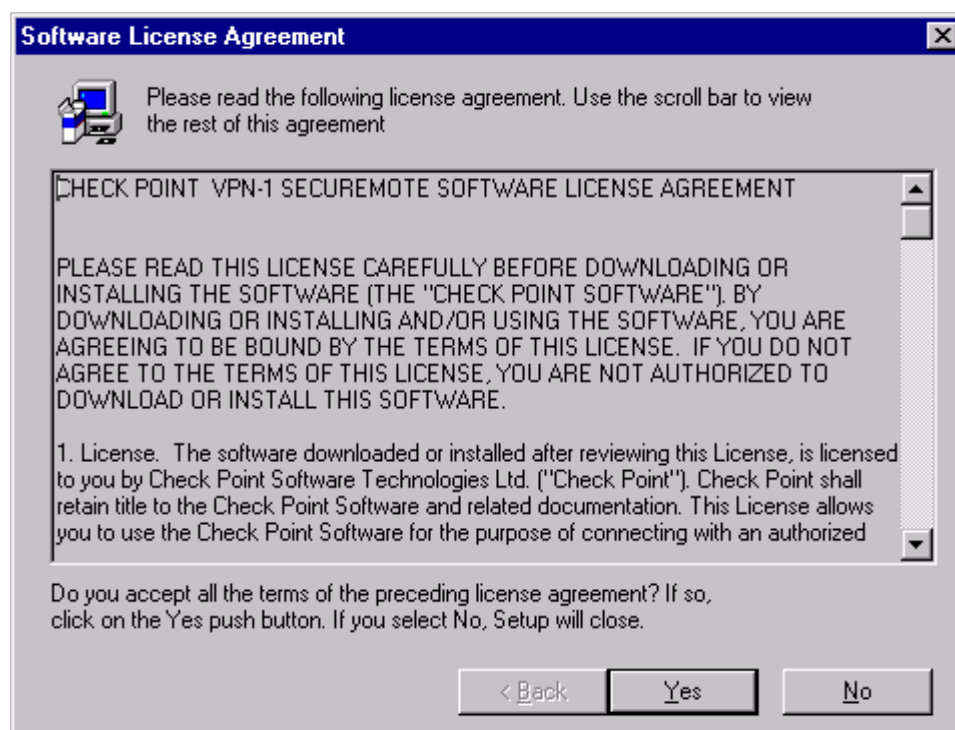 Software License Agreement
Please read the following license agreement. Use the scroll bar to view
the rest of this agreement
CHECK POINT  VPN-1 SECUREMOTE SOFTWARE LICENSE AGREEMENT
PLEASE READ THIS LICENSE CAREFULLY BEFORE DOWNLOADING OR
INSTALLING THE SOFTWARE (THE "CHECK POINT SOFTWARE"). BY
DOWNLOADING OR INSTALLING AND/OR USING THE SOFTWARE, YOU ARE
AGREEING TO BE BOUND BY THE TERMS OF THIS LICENSE.  IF YOU DO NOT
AGREE TO THE TERMS OF THIS LICENSE, YOU ARE NOT AUTHORIZED TO
DOWNLOAD OR INSTALL THIS SOFTWARE.
1. License.  The software downloaded or installed after reviewing this License, is licensed
to you by Check Point Software Technologies Ltd. ("Check Point"). Check Point shall
retain title to the Check Point Software and related documentation. This License allows
you to use the Check Point Software for the purpose of connecting with an authorized
Do you accept all the terms of the preceding license agreement? If so,
click on the Yes push button. If you select No, Setup will close.
< Back Yes No